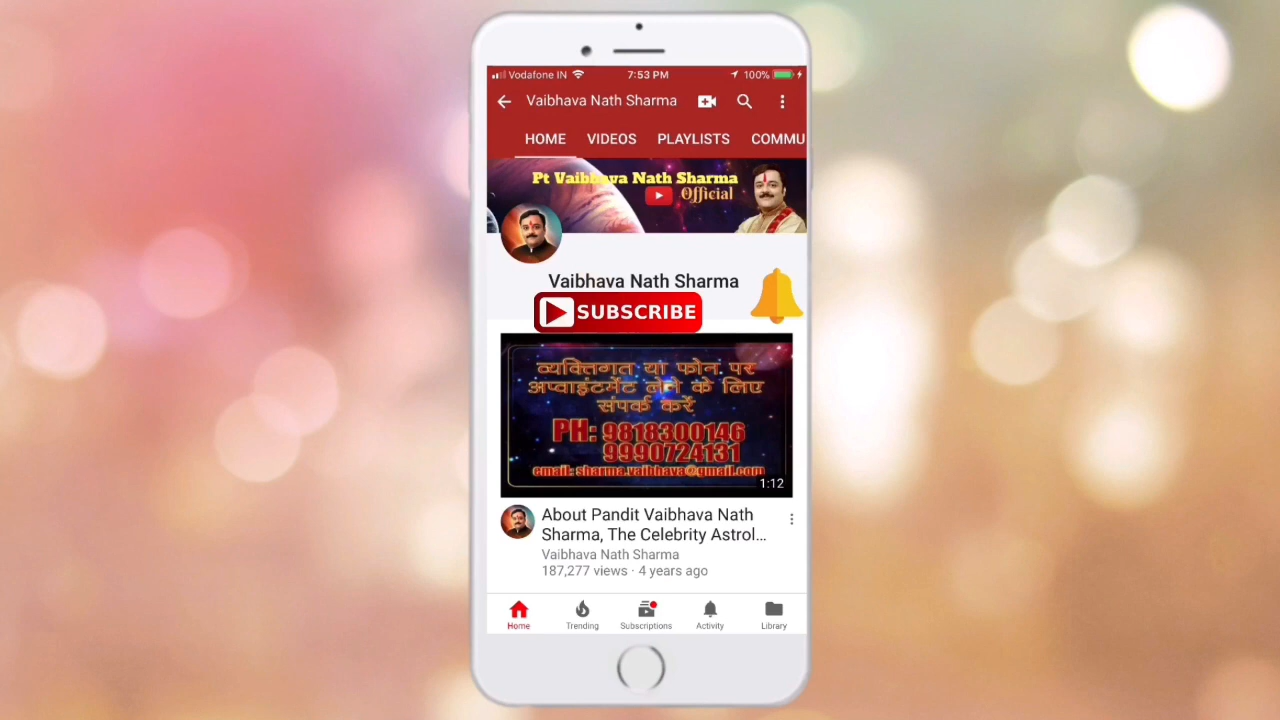 Vodafone IN 7:53 PM 100%
Vaibhava Nath Sharma
HOME VIDEOS PLAYLISTS COMMU
Pt Vaibhava Nath Sharma
Official
Vaibhava Nath Sharma
SUBSCRIBE
व्यक्तिगत या फोन पर
अप्वाइंटमेंट लेने के लिए
संपर्क करें
PH: 9818300146
9990724131
email: sharma.vaibhava@gmail.com
1:12
About Pandit Vaibhava Nath
Sharma, The Celebrity Astrol...
Vaibhava Nath Sharma
187,277 views · 4 years ago
Home Trending Subscriptions Activity Library